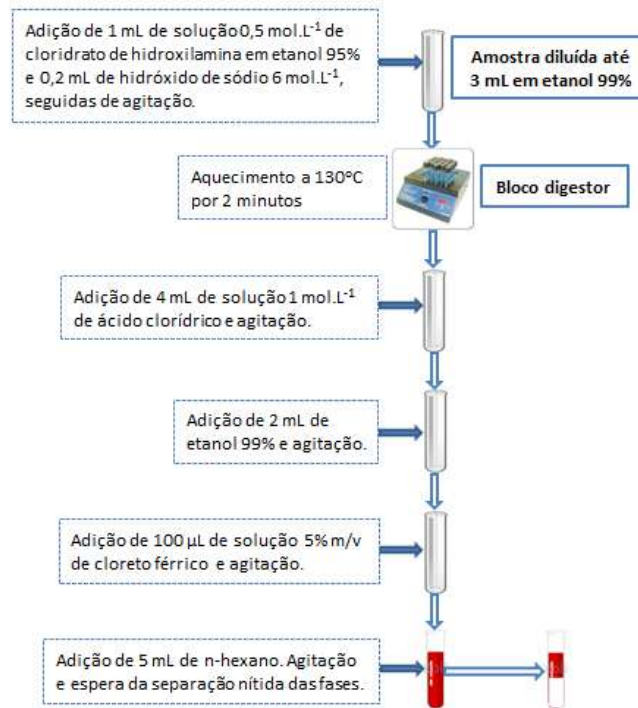 Adição de 1 mL de solução 0,5 mol.L⁻¹ de
cloridrato de hidroxilamina em etanol 95%
e 0,2 mL de hidróxido de sódio 6 mol.L⁻¹,
seguidas de agitação.
Amostra diluída até
3 mL em etanol 99%
Aquecimento a 130°C
por 2 minutos
Bloco digestor
Adição de 4 mL de solução 1 mol.L⁻¹
de ácido clorídrico e agitação.
Adição de 2 mL de
etanol 99% e agitação.
Adição de 100 µL de solução 5% m/v
de cloreto férrico e agitação.
Adição de 5 mL de n-hexano. Agitação
e espera da separação nítida das fases.